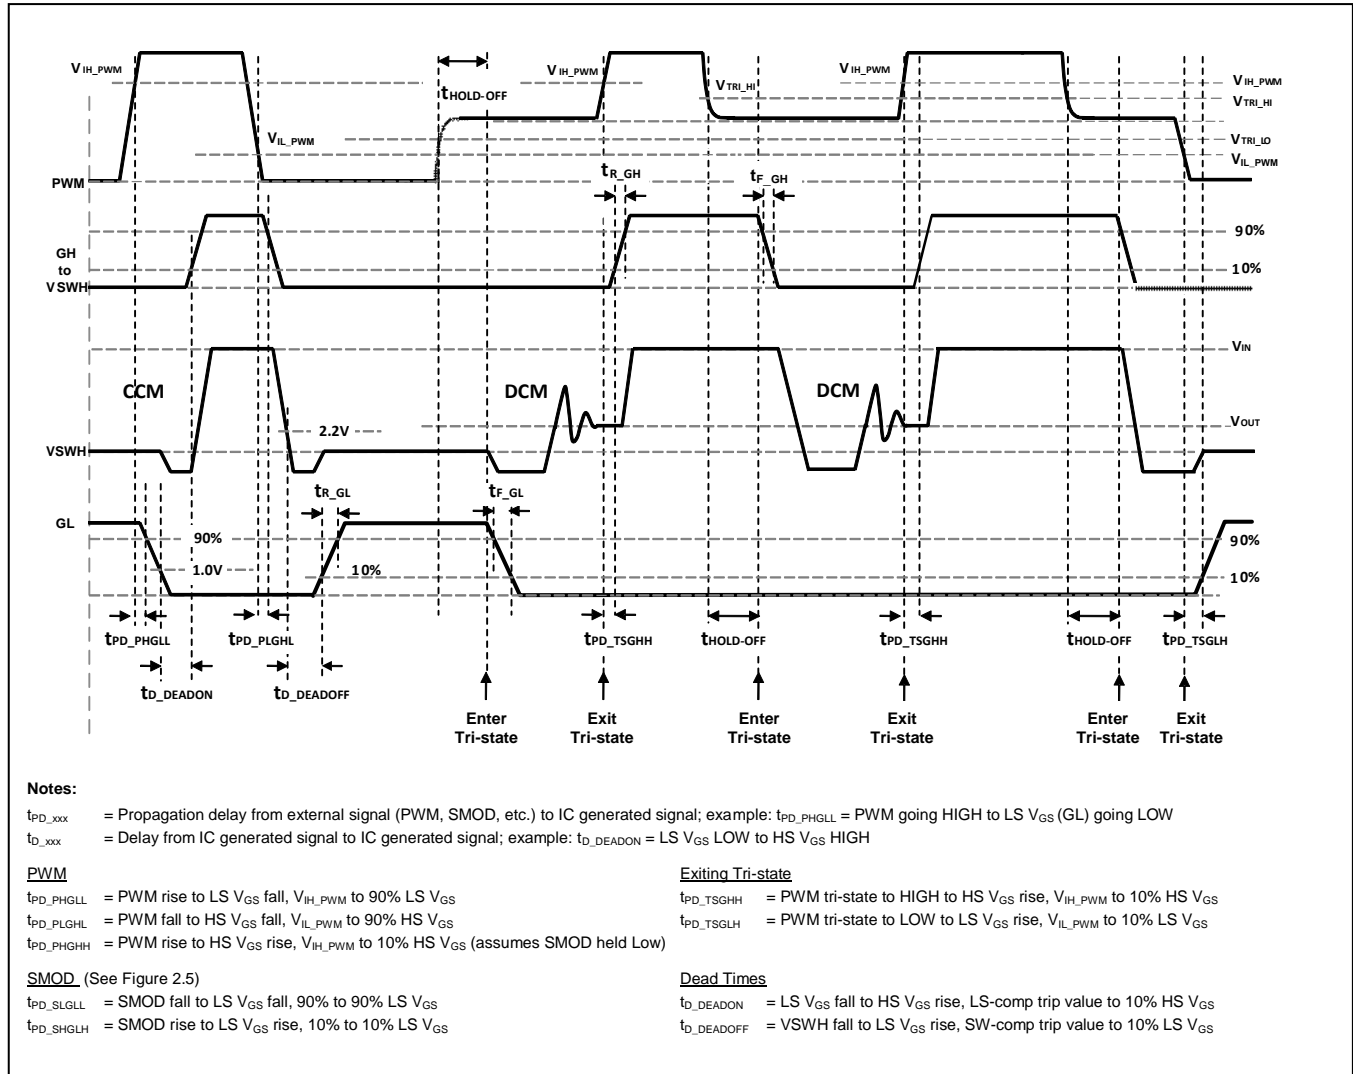 VIH_PWM
VIH_PWM
VIH_PWM
VIH_PWM
VTRI_HI
VTRI_HI
tHOLD-OFF
VIL_PWM
VTRI_LO
VIL_PWM
PWM
tR_GH
tF_GH
90%
GH
to
VSWH
10%
VIN
CCM
DCM
DCM
2.2V
VOUT
VSWH
tR_GL
tF_GL
GL
90%
90%
1.0V
10%
10%
tPD_PHGLL
tPD_PLGHL
tPD_TSGHH
tHOLD-OFF
tPD_TSGHH
tHOLD-OFF
tPD_TSGLH
tD_DEADON
tD_DEADOFF
Enter
Tri-state
Exit
Tri-state
Enter
Tri-state
Exit
Tri-state
Enter
Tri-state
Exit
Tri-state
Notes:
tPD_xxx = Propagation delay from external signal (PWM, SMOD, etc.) to IC generated signal; example: tPD_PHGLL = PWM going HIGH to LS VGS (GL) going LOW
tD_xxx = Delay from IC generated signal to IC generated signal; example: tD_DEADON = LS VGS LOW to HS VGS HIGH
PWM
tPD_PHGLL = PWM rise to LS VGS fall, VIH_PWM to 90% LS VGS
tPD_PLGHL = PWM fall to HS VGS fall, VIL_PWM to 90% HS VGS
tPD_PHGHH = PWM rise to HS VGS rise, VIH_PWM to 10% HS VGS (assumes SMOD held Low)
SMOD (See Figure 2.5)
tPD_SLGLL = SMOD fall to LS VGS fall, 90% to 90% LS VGS
tPD_SHGLH = SMOD rise to LS VGS rise, 10% to 10% LS VGS
Exiting Tri-state
tPD_TSGHH = PWM tri-state to HIGH to HS VGS rise, VIH_PWM to 10% HS VGS
tPD_TSGLH = PWM tri-state to LOW to LS VGS rise, VIL_PWM to 10% LS VGS
Dead Times
tD_DEADON = LS VGS fall to HS VGS rise, LS-comp trip value to 10% HS VGS
tD_DEADOFF = VSWH fall to LS VGS rise, SW-comp trip value to 10% LS VGS